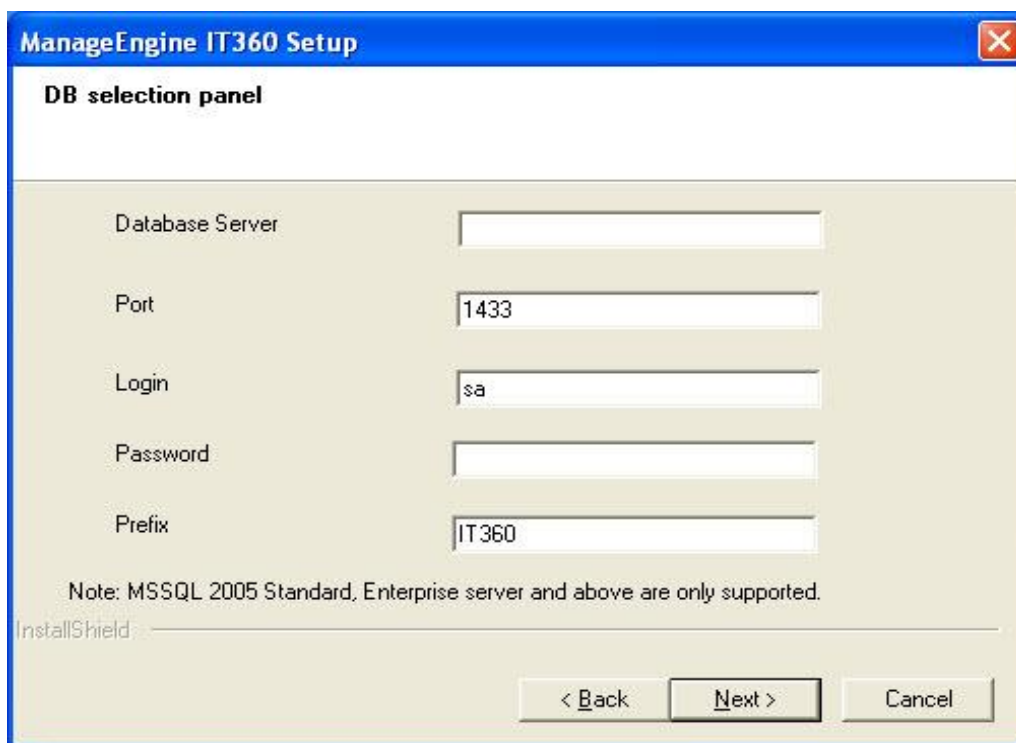 ManageEngine IT360 Setup
DB selection panel
Database Server
Port 1433
Login sa
Password
Prefix IT360
Note: MSSQL 2005 Standard, Enterprise server and above are only supported.
InstallShield
< Back Next > Cancel